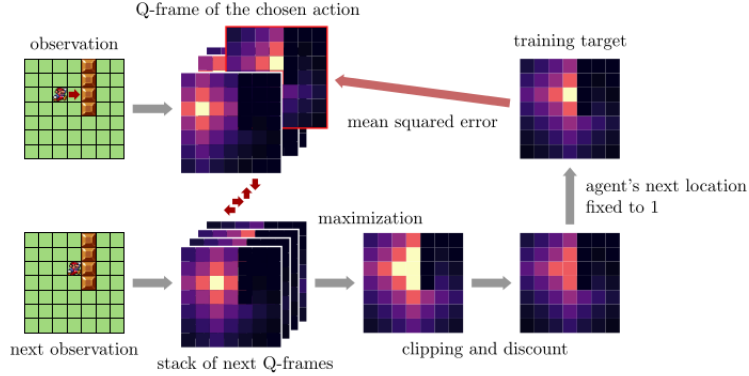 Q-frame of the chosen action
observation
training target
mean squared error
agent's next location
fixed to 1
maximization
next observation
stack of next Q-frames
clipping and discount